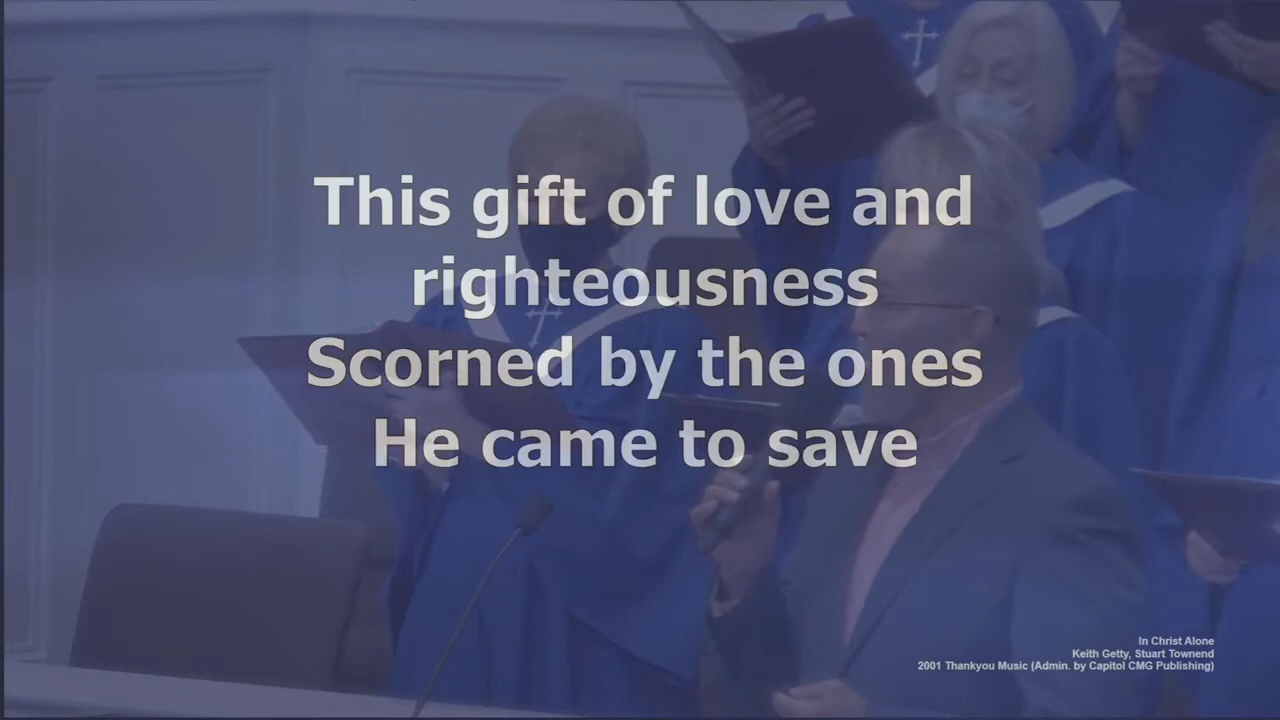 This gift of love and
righteousness
Scorned by the ones
He came to save
In Christ Alone
Keith Getty, Stuart Townend
2001 Thankyou Music (Admin. by Capitol CMG Publishing)